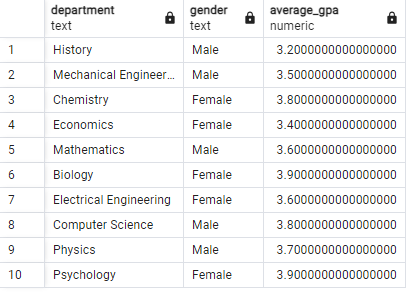 department text gender text average_gpa numeric
1 History Male 3.2000000000000000
2 Mechanical Engineer... Male 3.5000000000000000
3 Chemistry Female 3.8000000000000000
4 Economics Female 3.4000000000000000
5 Mathematics Male 3.6000000000000000
6 Biology Female 3.9000000000000000
7 Electrical Engineering Female 3.6000000000000000
8 Computer Science Male 3.8000000000000000
9 Physics Male 3.7000000000000000
10 Psychology Female 3.9000000000000000